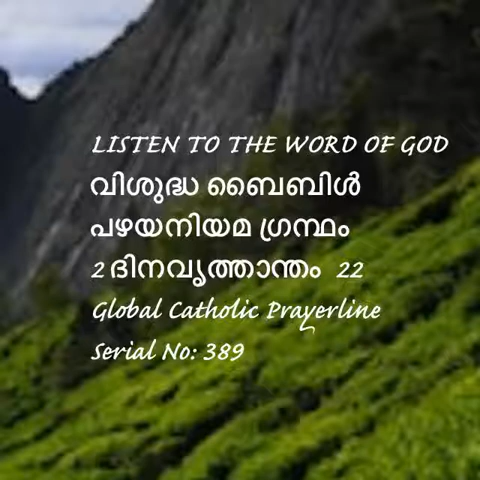 LISTEN TO THE WORD OF GOD
വിശുദ്ധ ബൈബിൾ
പഴയനിയമ ഗ്രന്ഥം
2 ദിനവൃത്താന്തം 22
Global Catholic Prayerline
Serial No: 389